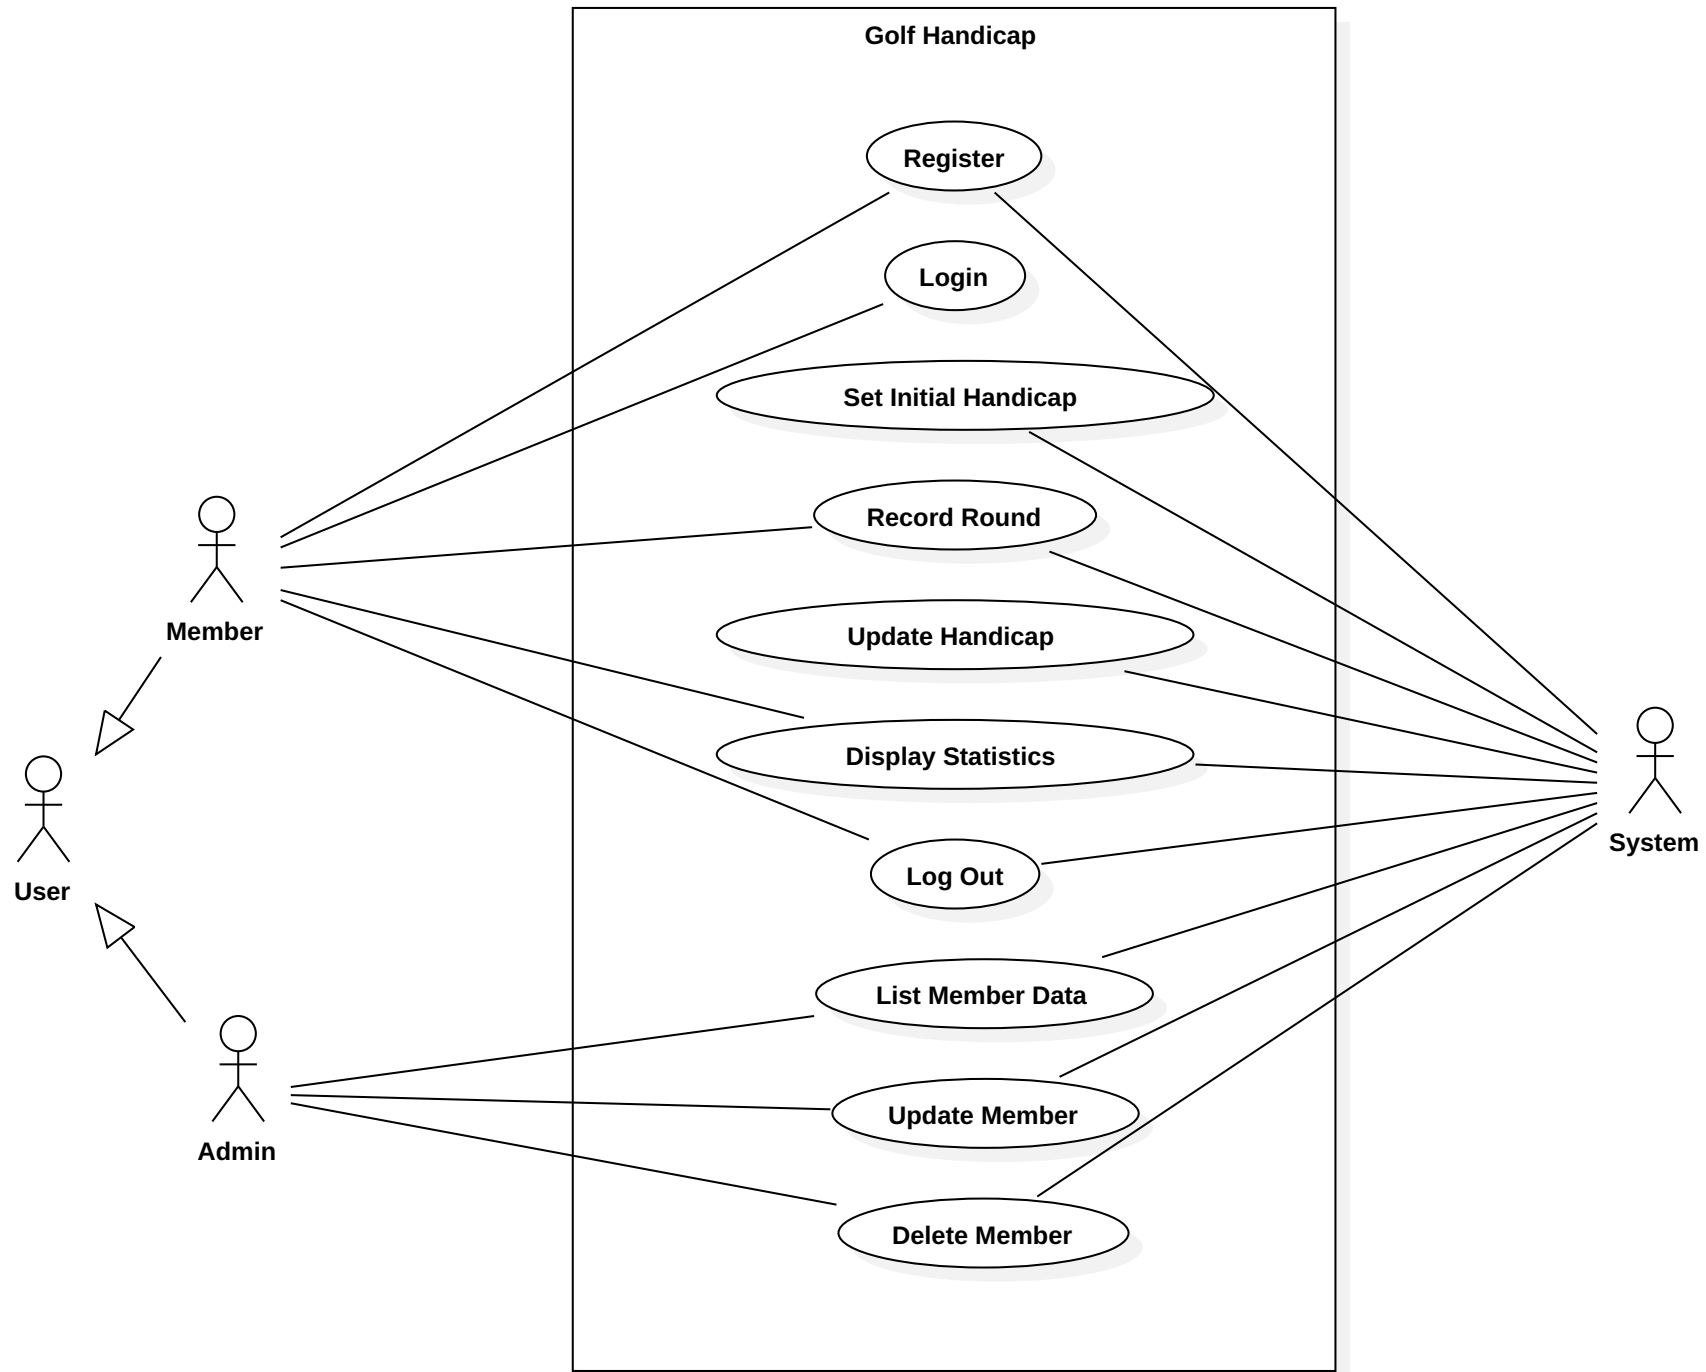 Golf Handicap
Register
Login
Set Initial Handicap
Record Round
Member
Update Handicap
Display Statistics
System
Log Out
User
List Member Data
Update Member
Admin
Delete Member